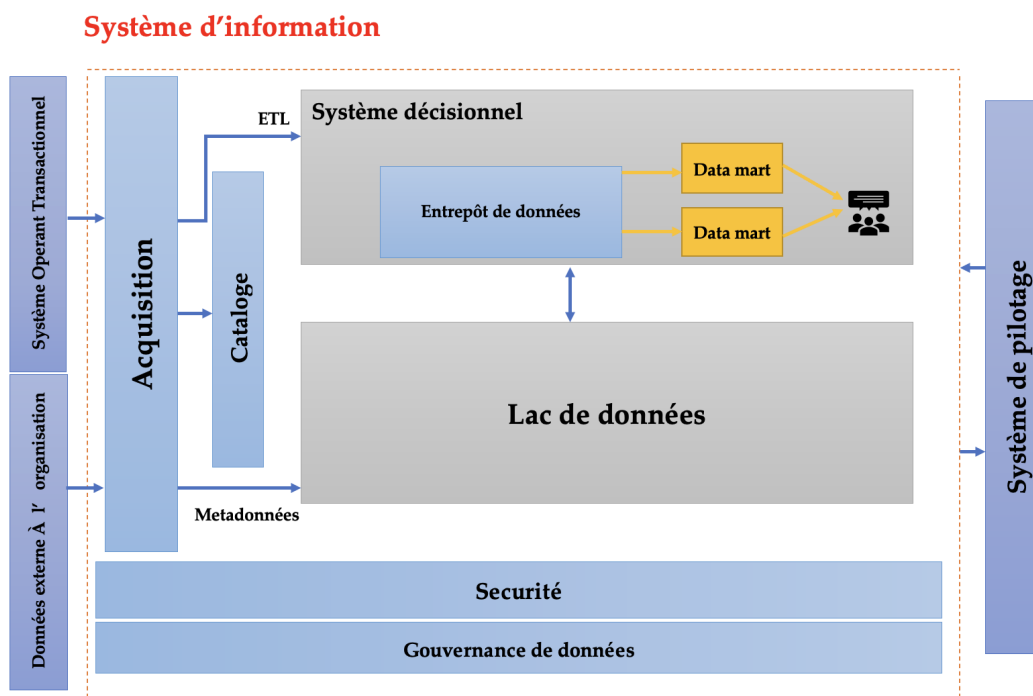 Système d’information
Système Operant Transactionnel
Données externe À l’ organisation
Acquisition
Cataloge
ETL
Metadonnées
Système décisionnel
Entrepôt de données
Data mart
Data mart
Lac de données
Securité
Gouvernance de données
Système de pilotage